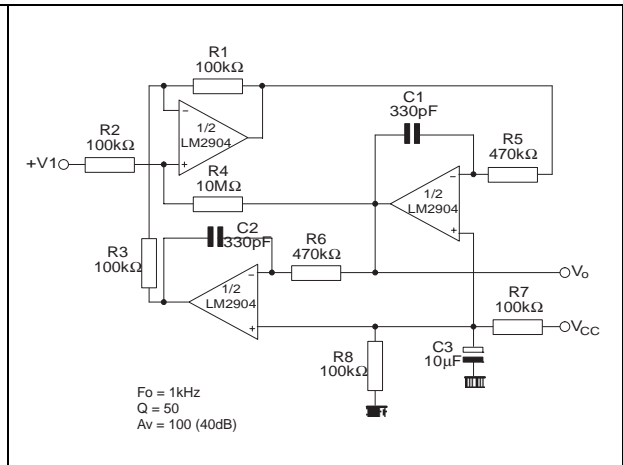 R1
100kΩ
C1
330pF
R5
470kΩ
R2
100kΩ
+V1
1/2
LM2904
-
+
R4
10MΩ
1/2
LM2904
-
+
C2
330pF
R3
100kΩ
R6
470kΩ
1/2
LM2904
-
+
Vo
R7
100kΩ
VCC
C3
10μF
R8
100kΩ
Fo = 1kHz
Q = 50
Av = 100 (40dB)